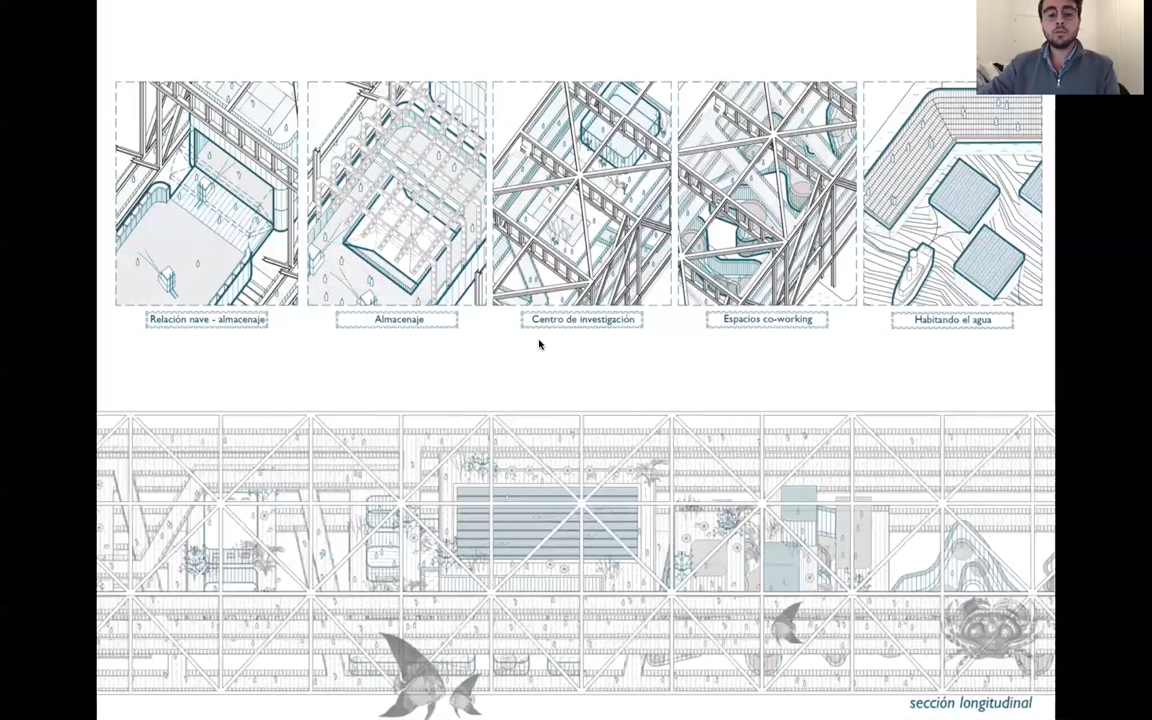 Relación nave - almacenaje
Almacenaje
Centro de investigación
Espacios co-working
Habitando el agua
sección longitudinal